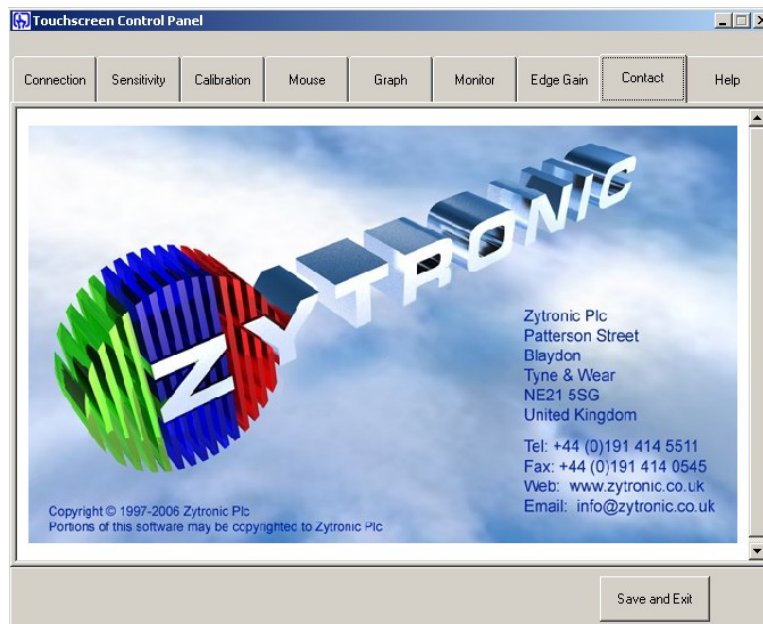 Touchscreen Control Panel
Connection Sensitivity Calibration Mouse Graph Monitor Edge Gain Contact Help
ZYTRONIC
Zytronic Plc
Patterson Street
Blaydon
Tyne & Wear
NE21 5SG
United Kingdom
Tel: +44 (0)191 414 5511
Fax: +44 (0)191 414 0545
Web: www.zytronic.co.uk
Email: info@zytronic.co.uk
Copyright © 1997-2006 Zytronic Plc
Portions of this software may be copyrighted to Zytronic Plc
Save and Exit